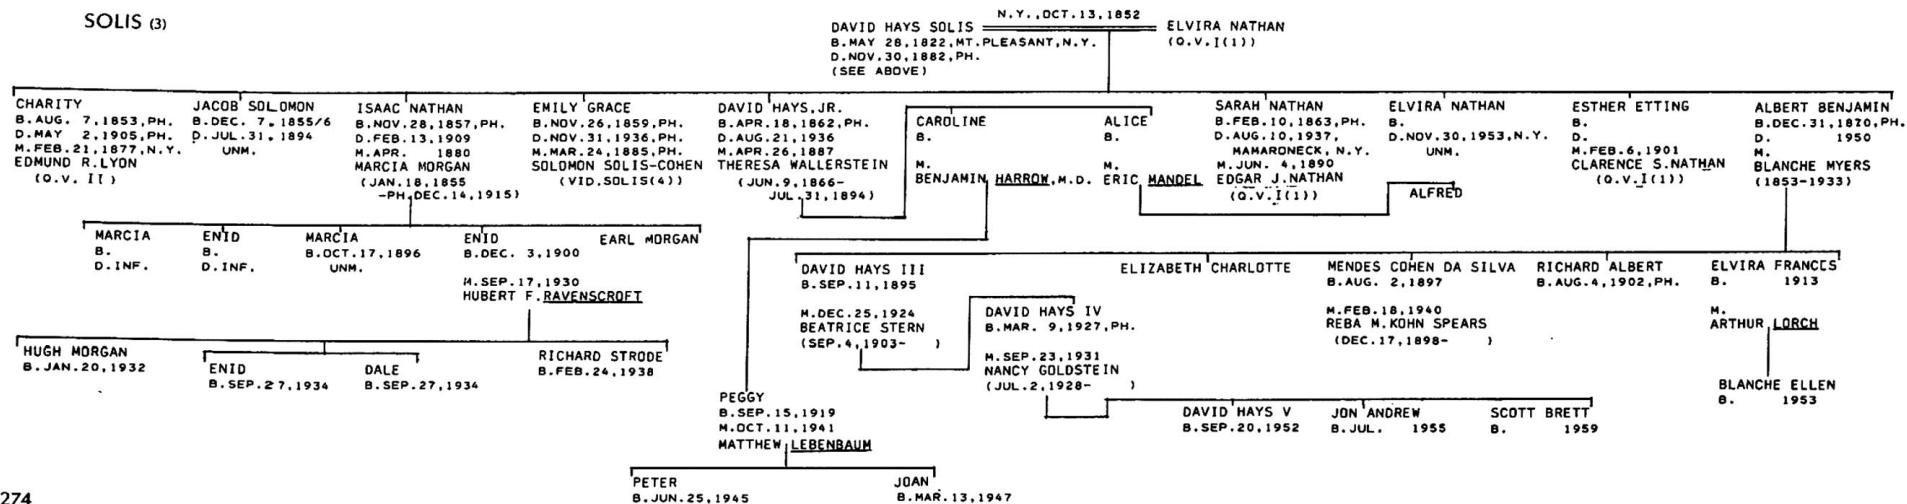 SOLIS (3)
N.Y.,OCT.13,1852
DAVID HAYS SOLIS
B.MAY 28,1822,MT.PLEASANT,N.Y.
D.NOV.30,1882,PH.
(SEE ABOVE)
ELVIRA NATHAN
(Q.V.I(1))
CHARITY
B.AUG. 7,1853,PH.
D.MAY 2,1905,PH.
M.FEB.21,1877,N.Y.
EDMUND R.LYON
(Q.V. II)
JACOB SOLOMON
B.DEC. 7,1855/6
D.JUL.31,1894
UNM.
ISAAC NATHAN
B.NOV.28,1857,PH.
D.FEB.13,1909
M.APR. 1880
MARCIA MORGAN
(JAN.18,1855
-PH.DEC.14,1915)
EMILY GRACE
B.NOV.26,1859,PH.
D.NOV.31,1936,PH.
M.MAR.24,1885,PH.
SOLOMON SOLIS-COHEN
(VID.SOLIS(4))
DAVID HAYS,JR.
B.APR.18,1862,PH.
D.AUG.21,1936
M.APR.26,1887
THERESA WALLERSTEIN
(JUN.9,1866-
JUL.31,1894)
CAROLINE
B.
M.
BENJAMIN HARROW,M.D.
ALICE
B.
M.
ERIC MANDEL
SARAH NATHAN
B.FEB.10,1863,PH.
D.AUG.10,1937,
MAMARONECK, N.Y.
M.JUN. 4,1890
EDGAR J.NATHAN
(Q.V.I(1))
ELVIRA NATHAN
B.
D.NOV.30,1953,N.Y.
UNM.
ALFRED
ESTHER ETTING
B.
D.
M.FEB.6,1901
CLARENCE S.NATHAN
(Q.V.I(1))
ALBERT BENJAMIN
B.DEC.31,1870,PH.
D. 1950
M.
BLANCHE MYERS
(1853-1933)
MARCIA
B.
D.INF.
ENID
B.
D.INF.
MARCIA
B.OCT.17,1896
UNM.
ENID
B.DEC. 3,1900
M.SEP.17,1930
HUBERT F.RAVENSCROFT
EARL MORGAN
DAVID HAYS III
B.SEP.11,1895
M.DEC.25,1924
BEATRICE STERN
(SEP.4,1903- )
ELIZABETH CHARLOTTE
MENDES COHEN DA SILVA
B.AUG. 2,1897
M.FEB.18,1940
REBA M.KOHN SPEARS
(DEC.17,1898- )
RICHARD ALBERT
B.AUG.4,1902,PH.
ELVIRA FRANCES
B. 1913
M.
ARTHUR LORCH
DAVID HAYS IV
B.MAR. 9,1927,PH.
M.SEP.23,1931
NANCY GOLDSTEIN
(JUL.2,1928- )
HUGH MORGAN
B.JAN.20,1932
ENID
B.SEP.27,1934
DALE
B.SEP.27,1934
RICHARD STRODE
B.FEB.24,1938
BLANCHE ELLEN
B. 1953
PEGGY
B.SEP.15,1919
M.OCT.11,1941
MATTHEW LEBENBAUM
DAVID HAYS V
B.SEP.20,1952
JON ANDREW
B.JUL. 1955
SCOTT BRETT
B. 1959
PETER
B.JUN.25,1945
JOAN
B.MAR.13,1947
274